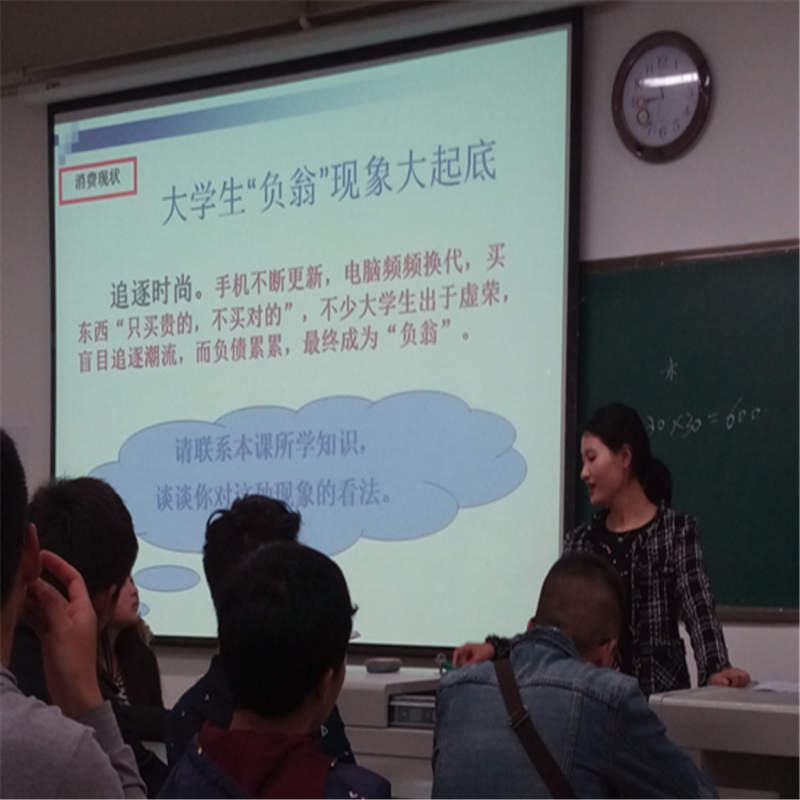 消费现状
大学生“负翁”现象大起底
追逐时尚。手机不断更新，电脑频频换代，买
东西“只买贵的，不买对的”，不少大学生出于虚荣，
盲目追逐潮流，而负债累累，最终成为“负翁”。
请联系本课所学知识，
谈谈你对这种现象的看法。
20×30=600